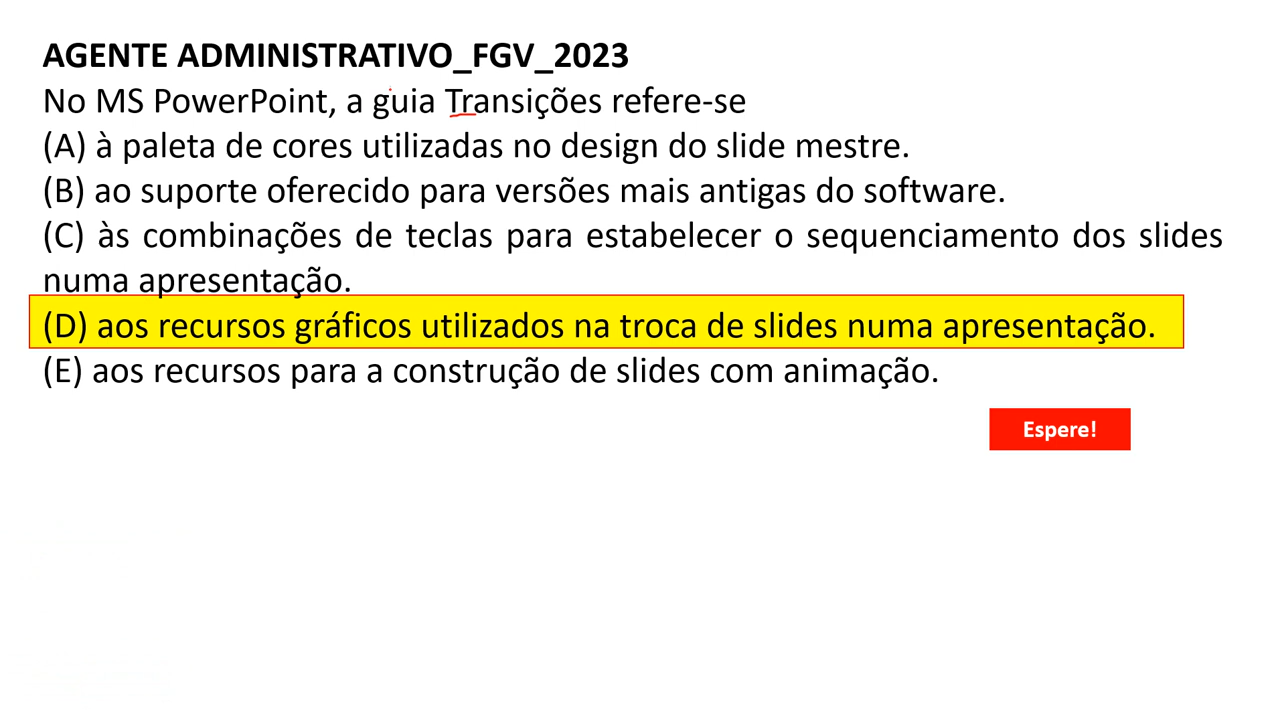 AGENTE ADMINISTRATIVO_FGV_2023
No MS PowerPoint, a guia Transições refere-se
(A) à paleta de cores utilizadas no design do slide mestre.
(B) ao suporte oferecido para versões mais antigas do software.
(C) às combinações de teclas para estabelecer o sequenciamento dos slides
numa apresentação.
(D) aos recursos gráficos utilizados na troca de slides numa apresentação.
(E) aos recursos para a construção de slides com animação.
Espere!